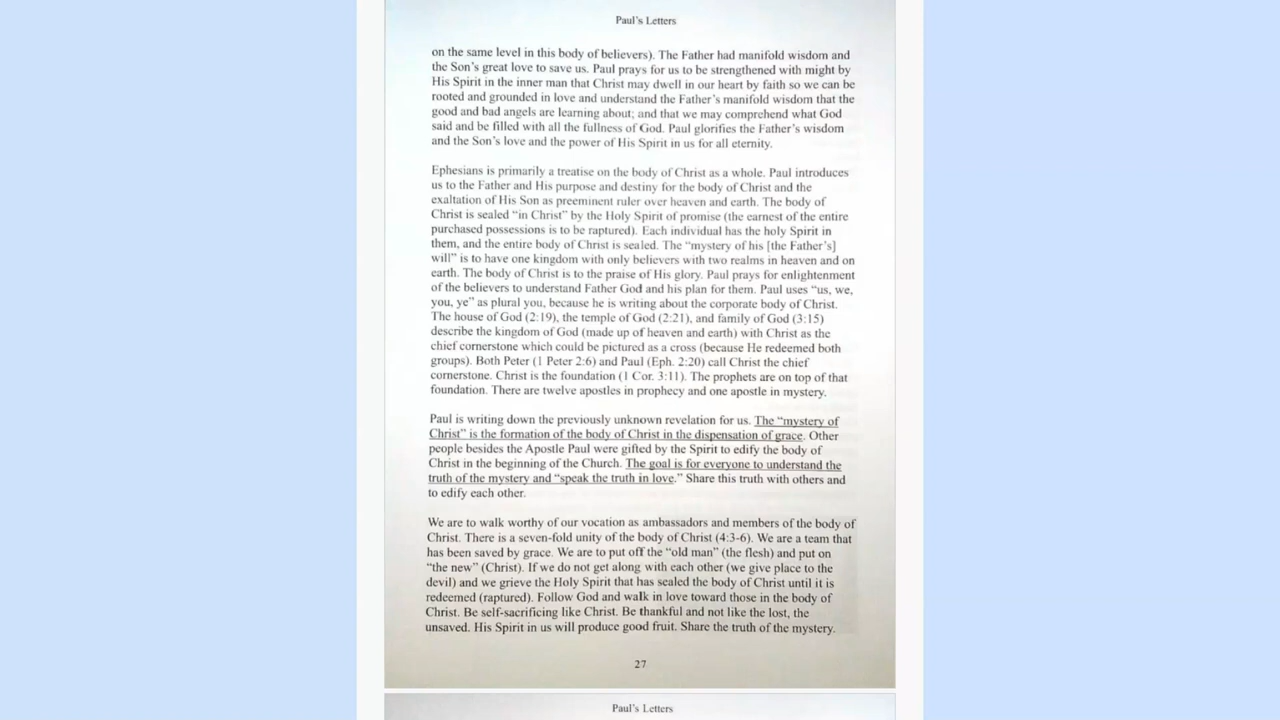 Paul's Letters
on the same level in this body of believers). The Father had manifold wisdom and
the Son's great love to save us. Paul prays for us to be strengthened with might by
His Spirit in the inner man that Christ may dwell in our heart by faith so we can be
rooted and grounded in love and understand the Father's manifold wisdom that the
good and bad angels are learning about; and that we may comprehend what God
said and be filled with all the fullness of God. Paul glorifies the Father's wisdom
and the Son's love and the power of His Spirit in us for all eternity.
Ephesians is primarily a treatise on the body of Christ as a whole. Paul introduces
us to the Father and His purpose and destiny for the body of Christ and the
exaltation of His Son as preeminent ruler over heaven and earth. The body of
Christ is sealed "in Christ" by the Holy Spirit of promise (the earnest of the entire
purchased possessions is to be raptured). Each individual has the holy Spirit in
them, and the entire body of Christ is sealed. The "mystery of his [the Father's]
will" is to have one kingdom with only believers with two realms in heaven and on
earth. The body of Christ is to the praise of His glory. Paul prays for enlightenment
of the believers to understand Father God and his plan for them. Paul uses "us, we,
you, ye" as plural you, because he is writing about the corporate body of Christ.
The house of God (2:19), the temple of God (2:21), and family of God (3:15)
describe the kingdom of God (made up of heaven and earth) with Christ as the
chief cornerstone which could be pictured as a cross (because He redeemed both
groups). Both Peter (1 Peter 2:6) and Paul (Eph. 2:20) call Christ the chief
cornerstone. Christ is the foundation (1 Cor. 3:11). The prophets are on top of that
foundation. There are twelve apostles in prophecy and one apostle in mystery.
Paul is writing down the previously unknown revelation for us. The "mystery of
Christ" is the formation of the body of Christ in the dispensation of grace. Other
people besides the Apostle Paul were gifted by the Spirit to edify the body of
Christ in the beginning of the Church. The goal is for everyone to understand the
truth of the mystery and "speak the truth in love." Share this truth with others and
to edify each other.
We are to walk worthy of our vocation as ambassadors and members of the body of
Christ. There is a seven-fold unity of the body of Christ (4:3-6). We are a team that
has been saved by grace. We are to put off the "old man" (the flesh) and put on
"the new" (Christ). If we do not get along with each other (we give place to the
devil) and we grieve the Holy Spirit that has sealed the body of Christ until it is
redeemed (raptured). Follow God and walk in love toward those in the body of
Christ. Be self-sacrificing like Christ. Be thankful and not like the lost, the
unsaved. His Spirit in us will produce good fruit. Share the truth of the mystery.
27
Paul's Letters